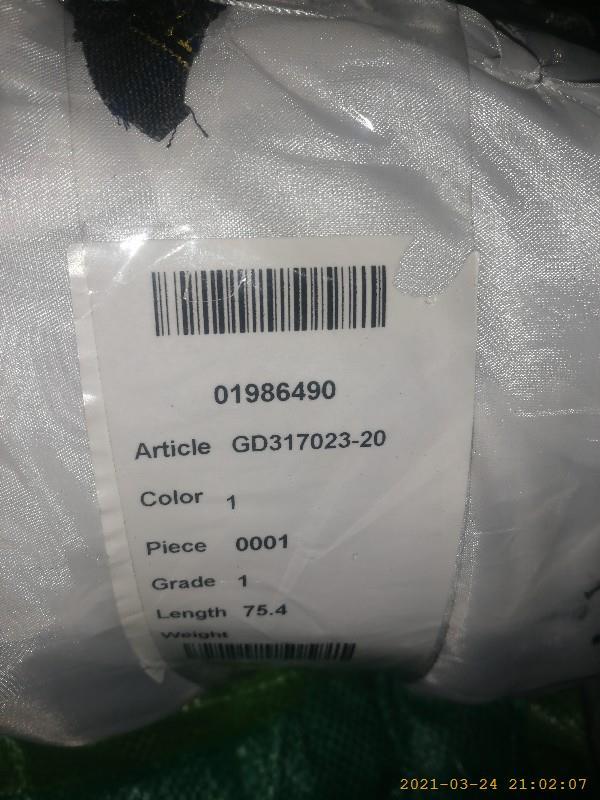 01986490
Article GD317023-20
Color 1
Piece 0001
Grade 1
Length 75.4
Weight
2021-03-24 21:02:07